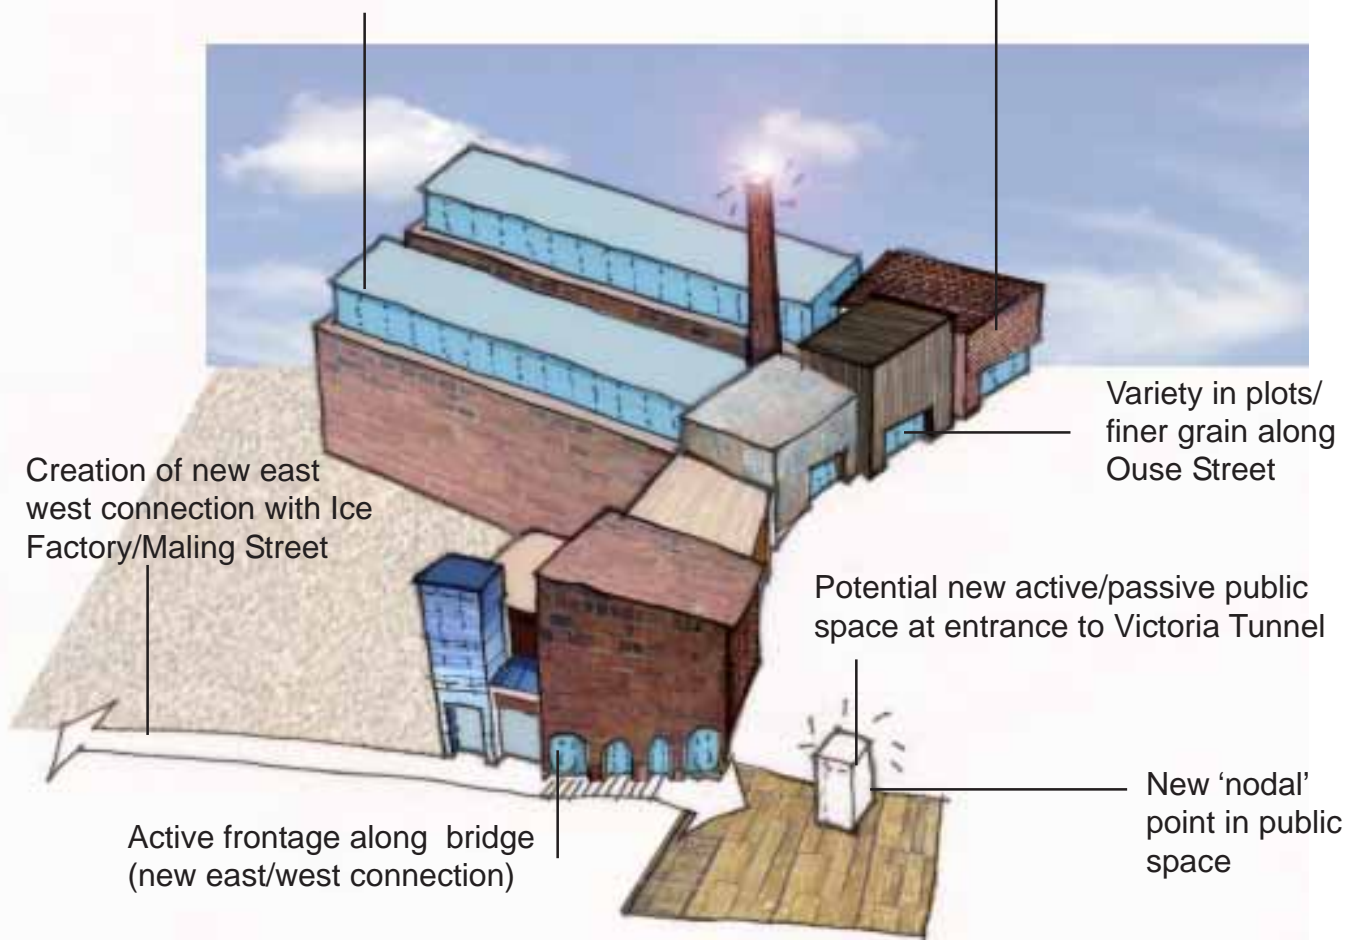 Variety in plots/
finer grain along
Ouse Street
Creation of new east
west connection with Ice
Factory/Maling Street
Potential new active/passive public
space at entrance to Victoria Tunnel
New ‘nodal’
point in public
space
Active frontage along  bridge
(new east/west connection)